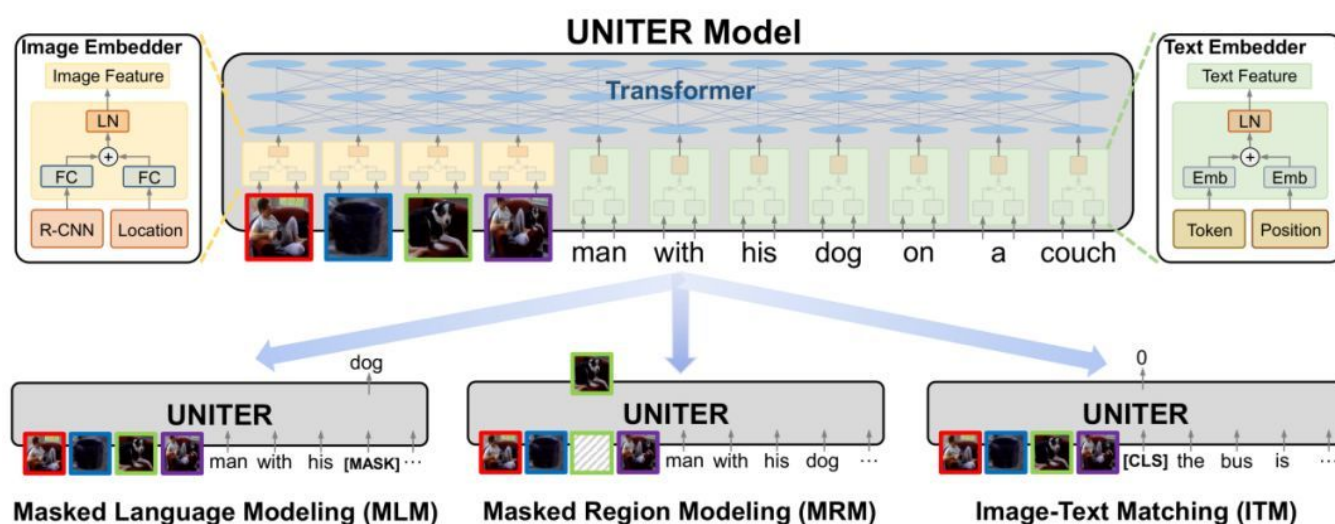 UNITER Model
Image Embedder
Image Feature
LN
FC
FC
R-CNN
Location
Transformer
man with his dog on a couch
Text Embedder
Text Feature
LN
Emb
Emb
Token
Position
dog
UNITER
man with his [MASK] ...
Masked Language Modeling (MLM)
UNITER
man with his dog ...
Masked Region Modeling (MRM)
0
UNITER
[CLS] the bus is ...
Image-Text Matching (ITM)